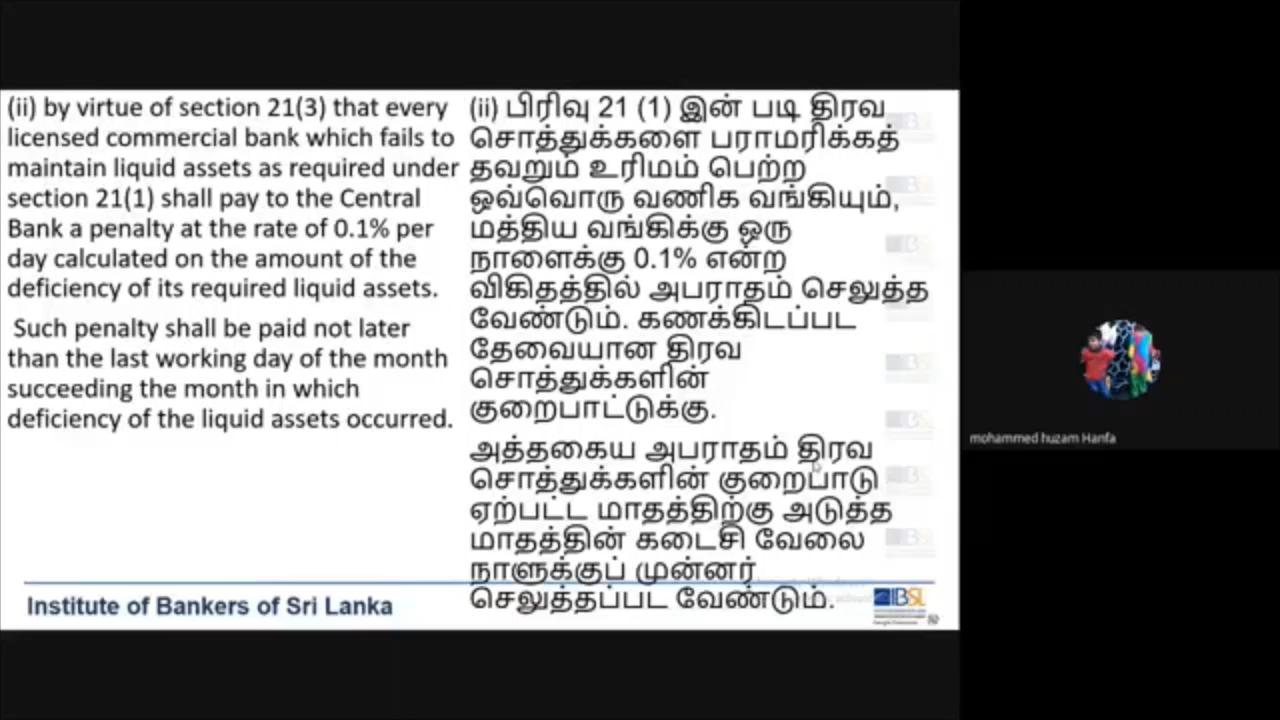 (ii) by virtue of section 21(3) that every
licensed commercial bank which fails to
maintain liquid assets as required under
section 21(1) shall pay to the Central
Bank a penalty at the rate of 0.1% per
day calculated on the amount of the
deficiency of its required liquid assets.
Such penalty shall be paid not later
than the last working day of the month
succeeding the month in which
deficiency of the liquid assets occurred.
(ii) பிரிவு 21 (1) இன் படி திரவ
சொத்துக்களை பராமரிக்கத்
தவறும் உரிமம் பெற்ற
ஒவ்வொரு வணிக வங்கியும்,
மத்திய வங்கிக்கு ஒரு
நாளைக்கு 0.1% என்ற
விகிதத்தில் அபராதம் செலுத்த
வேண்டும். கணக்கிடப்பட
தேவையான திரவ
சொத்துக்களின்
குறைபாட்டுக்கு.
அத்தகைய அபராதம் திரவ
சொத்துக்களின் குறைபாடு
ஏற்பட்ட மாதத்திற்கு அடுத்த
மாதத்தின் கடைசி வேலை
நாளுக்குப் முன்னர்
செலுத்தப்பட வேண்டும்.
Institute of Bankers of Sri Lanka
IBSL
mohammed huzam Hanfa